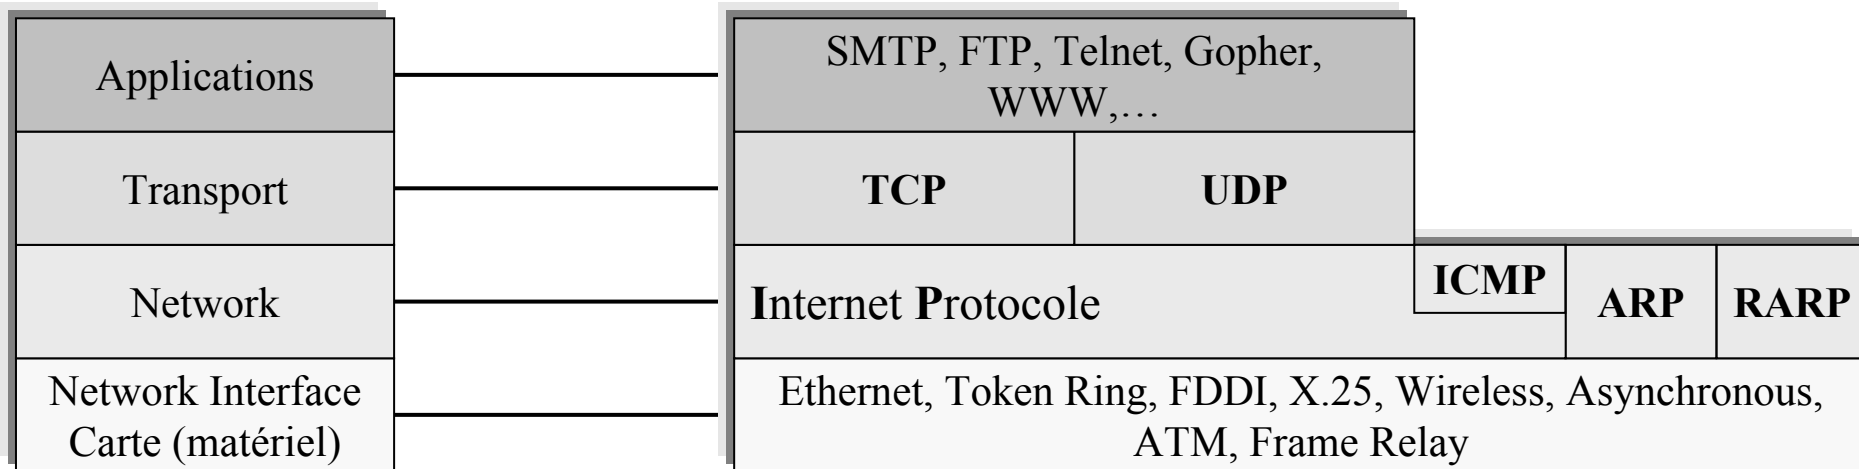 Applications
SMTP, FTP, Telnet, Gopher,
WWW,…
Transport
TCP
UDP
Network
Internet Protocole
ICMP
ARP
RARP
Network Interface
Carte (matériel)
Ethernet, Token Ring, FDDI, X.25, Wireless, Asynchronous,
ATM, Frame Relay